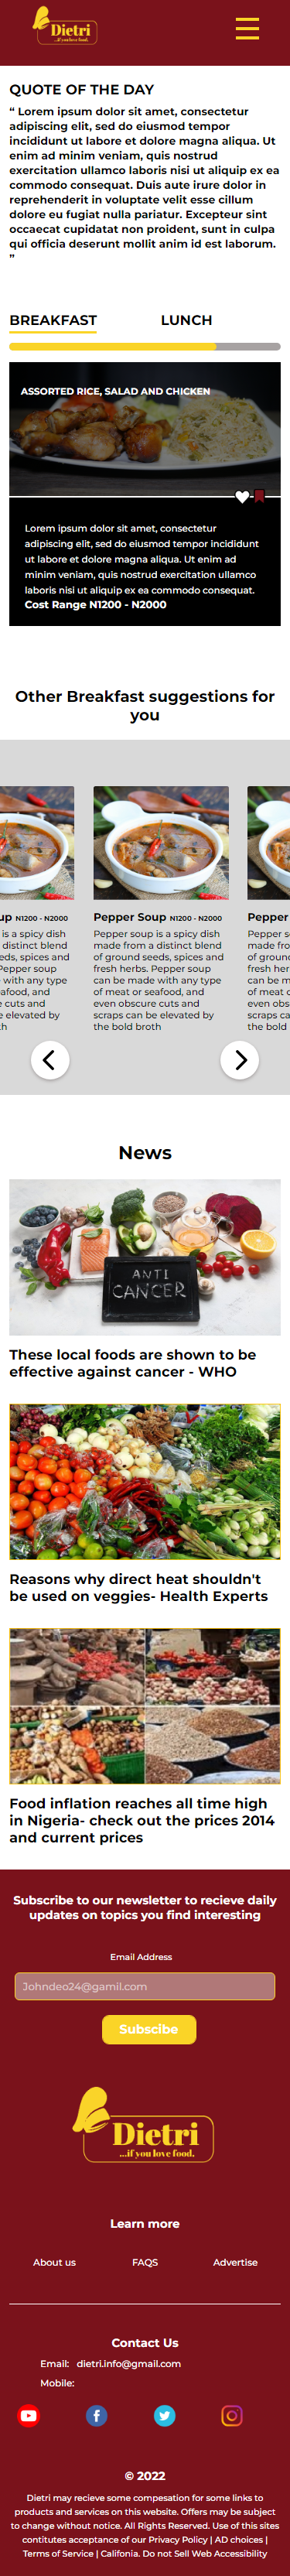 Dietri
...if you love food.
QUOTE OF THE DAY
“ Lorem ipsum dolor sit amet, consectetur
adipiscing elit, sed do eiusmod tempor
incididunt ut labore et dolore magna aliqua. Ut
enim ad minim veniam, quis nostrud
exercitation ullamco laboris nisi ut aliquip ex ea
commodo consequat. Duis aute irure dolor in
reprehenderit in voluptate velit esse cillum
dolore eu fugiat nulla pariatur. Excepteur sint
occaecat cupidatat non proident, sunt in culpa
qui officia deserunt mollit anim id est laborum.
”
BREAKFAST LUNCH
ASSORTED RICE, SALAD AND CHICKEN
Lorem ipsum dolor sit amet, consectetur
adipiscing elit, sed do eiusmod tempor incididunt
ut labore et dolore magna aliqua. Ut enim ad
minim veniam, quis nostrud exercitation ullamco
laboris nisi ut aliquip ex ea commodo consequat.
Cost Range N1200 - N2000
Other Breakfast suggestions for
you
up N1200 - N2000
is a spicy dish
distinct blend
eds, spices and
Pepper soup
with any type
afood, and
e cuts and
e elevated by
th
Pepper Soup N1200 - N2000
Pepper soup is a spicy dish
made from a distinct blend
of ground seeds, spices and
fresh herbs. Pepper soup
can be made with any type
of meat or seafood, and
even obscure cuts and
scraps can be elevated by
the bold broth
Pepper
Pepper s
made fro
of groun
fresh her
can be m
of meat o
even obs
scraps ca
the bold
News
ANTI
CANCER
These local foods are shown to be
effective against cancer - WHO
Reasons why direct heat shouldn't
be used on veggies- Health Experts
Food inflation reaches all time high
in Nigeria- check out the prices 2014
and current prices
Subscribe to our newsletter to recieve daily
updates on topics you find interesting
Email Address
Johndeo24@gamil.com
Subscibe
Dietri
...if you love food.
Learn more
About us FAQS Advertise
Contact Us
Email: dietri.info@gmail.com
Mobile:
© 2022
Dietri may recieve some compesation for some links to
products and services on this website. Offers may be subject
to change without notice. All Rights Reserved. Use of this sites
contitutes acceptance of our Privacy Policy | AD choices |
Terms of Service | Califonia. Do not Sell Web Accessibility